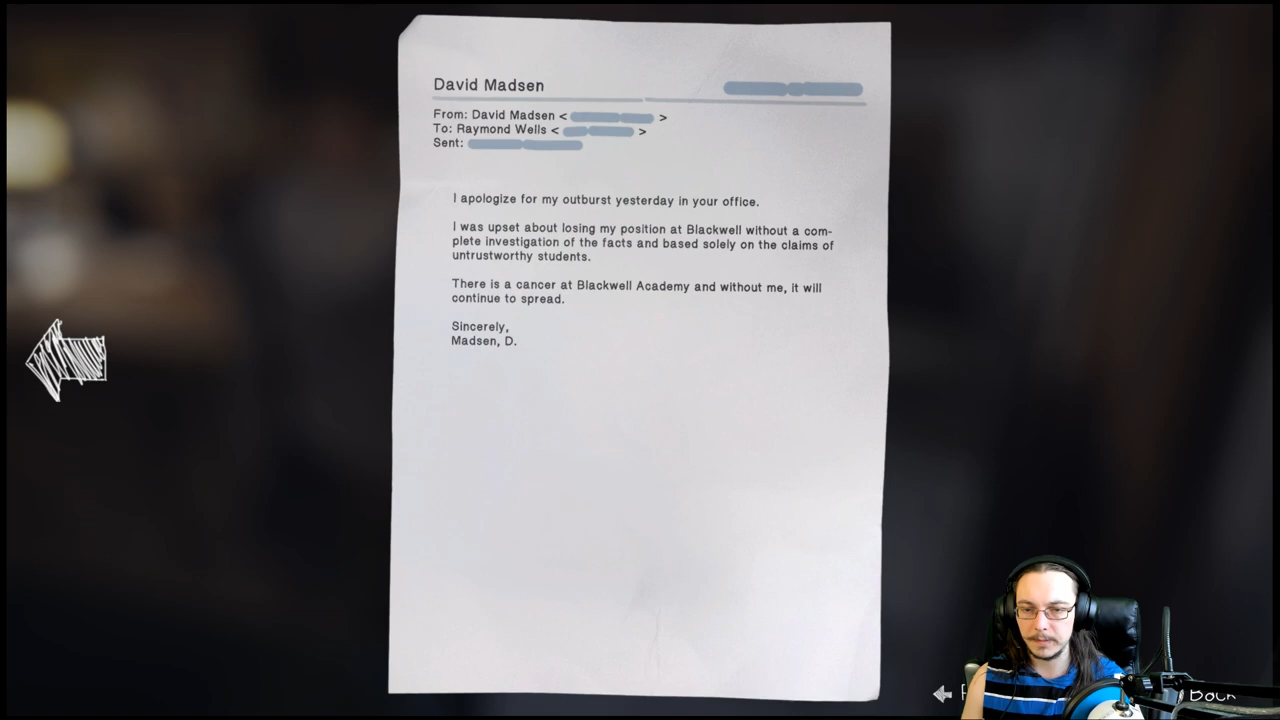 David Madsen
From: David Madsen < >
To: Raymond Wells < >
Sent:
I apologize for my outburst yesterday in your office.
I was upset about losing my position at Blackwell without a com-
plete investigation of the facts and based solely on the claims of
untrustworthy students.
There is a cancer at Blackwell Academy and without me, it will
continue to spread.
Sincerely,
Madsen, D.